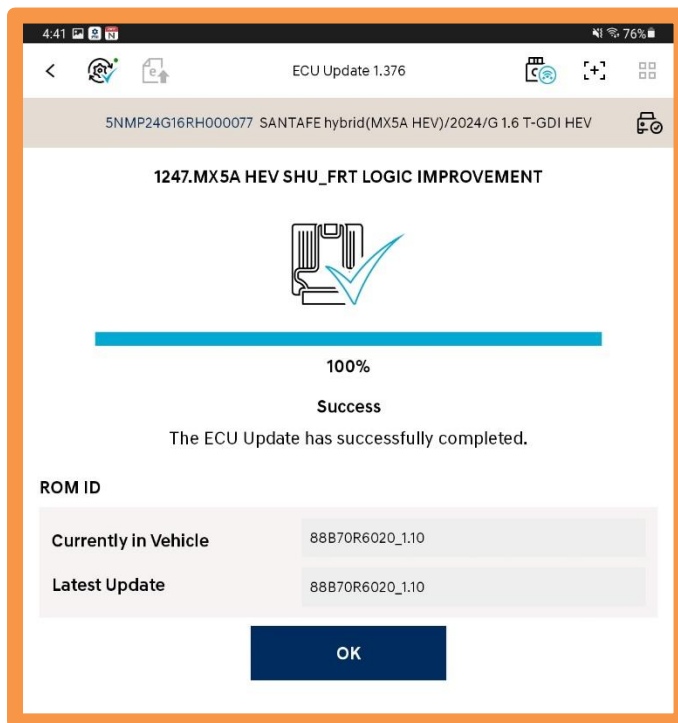 4:41 76%
ECU Update 1.376
5NMP24G16RH000077 SANTAFE hybrid(MX5A HEV)/2024/G 1.6 T-GDI HEV
1247.MX5A HEV SHU_FRT LOGIC IMPROVEMENT
100%
Success
The ECU Update has successfully completed.
ROM ID
Currently in Vehicle 88B70R6020_1.10
Latest Update 88B70R6020_1.10
OK